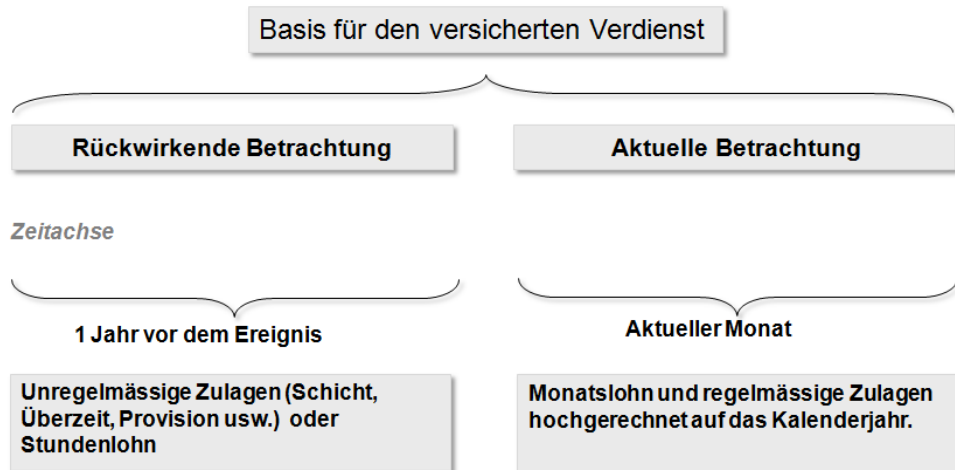 Basis für den versicherten Verdienst
Rückwirkende Betrachtung
Aktuelle Betrachtung
Zeitachse
1 Jahr vor dem Ereignis
Aktueller Monat
Unregelmässige Zulagen (Schicht,
Überzeit, Provision usw.) oder
Stundenlohn
Monatslohn und regelmässige Zulagen
hochgerechnet auf das Kalenderjahr.